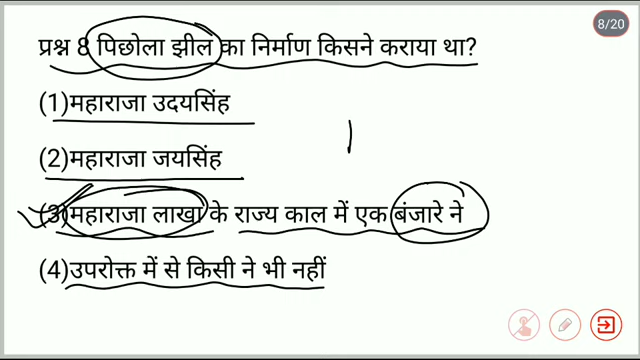 8/20
प्रश्न 8 पिछोला झील का निर्माण किसने कराया था?
(1)महाराजा उदयसिंह
(2)महाराजा जयसिंह
(3)महाराजा लाखा के राज्य काल में एक बंजारे ने
(4)उपरोक्त में से किसी ने भी नहीं